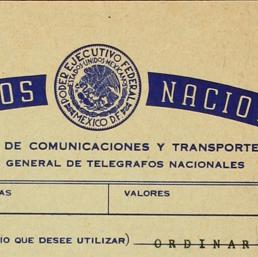 OS NACIO
PODER EJECUTIVO FEDERAL
ESTADOS UNIDOS MEXICANOS
MEXICO D.F.
DE COMUNICACIONES Y TRANSPORTE
GENERAL DE TELEGRAFOS NACIONALES
AS VALORES
IO QUE DESEE UTILIZAR) ORDINAR